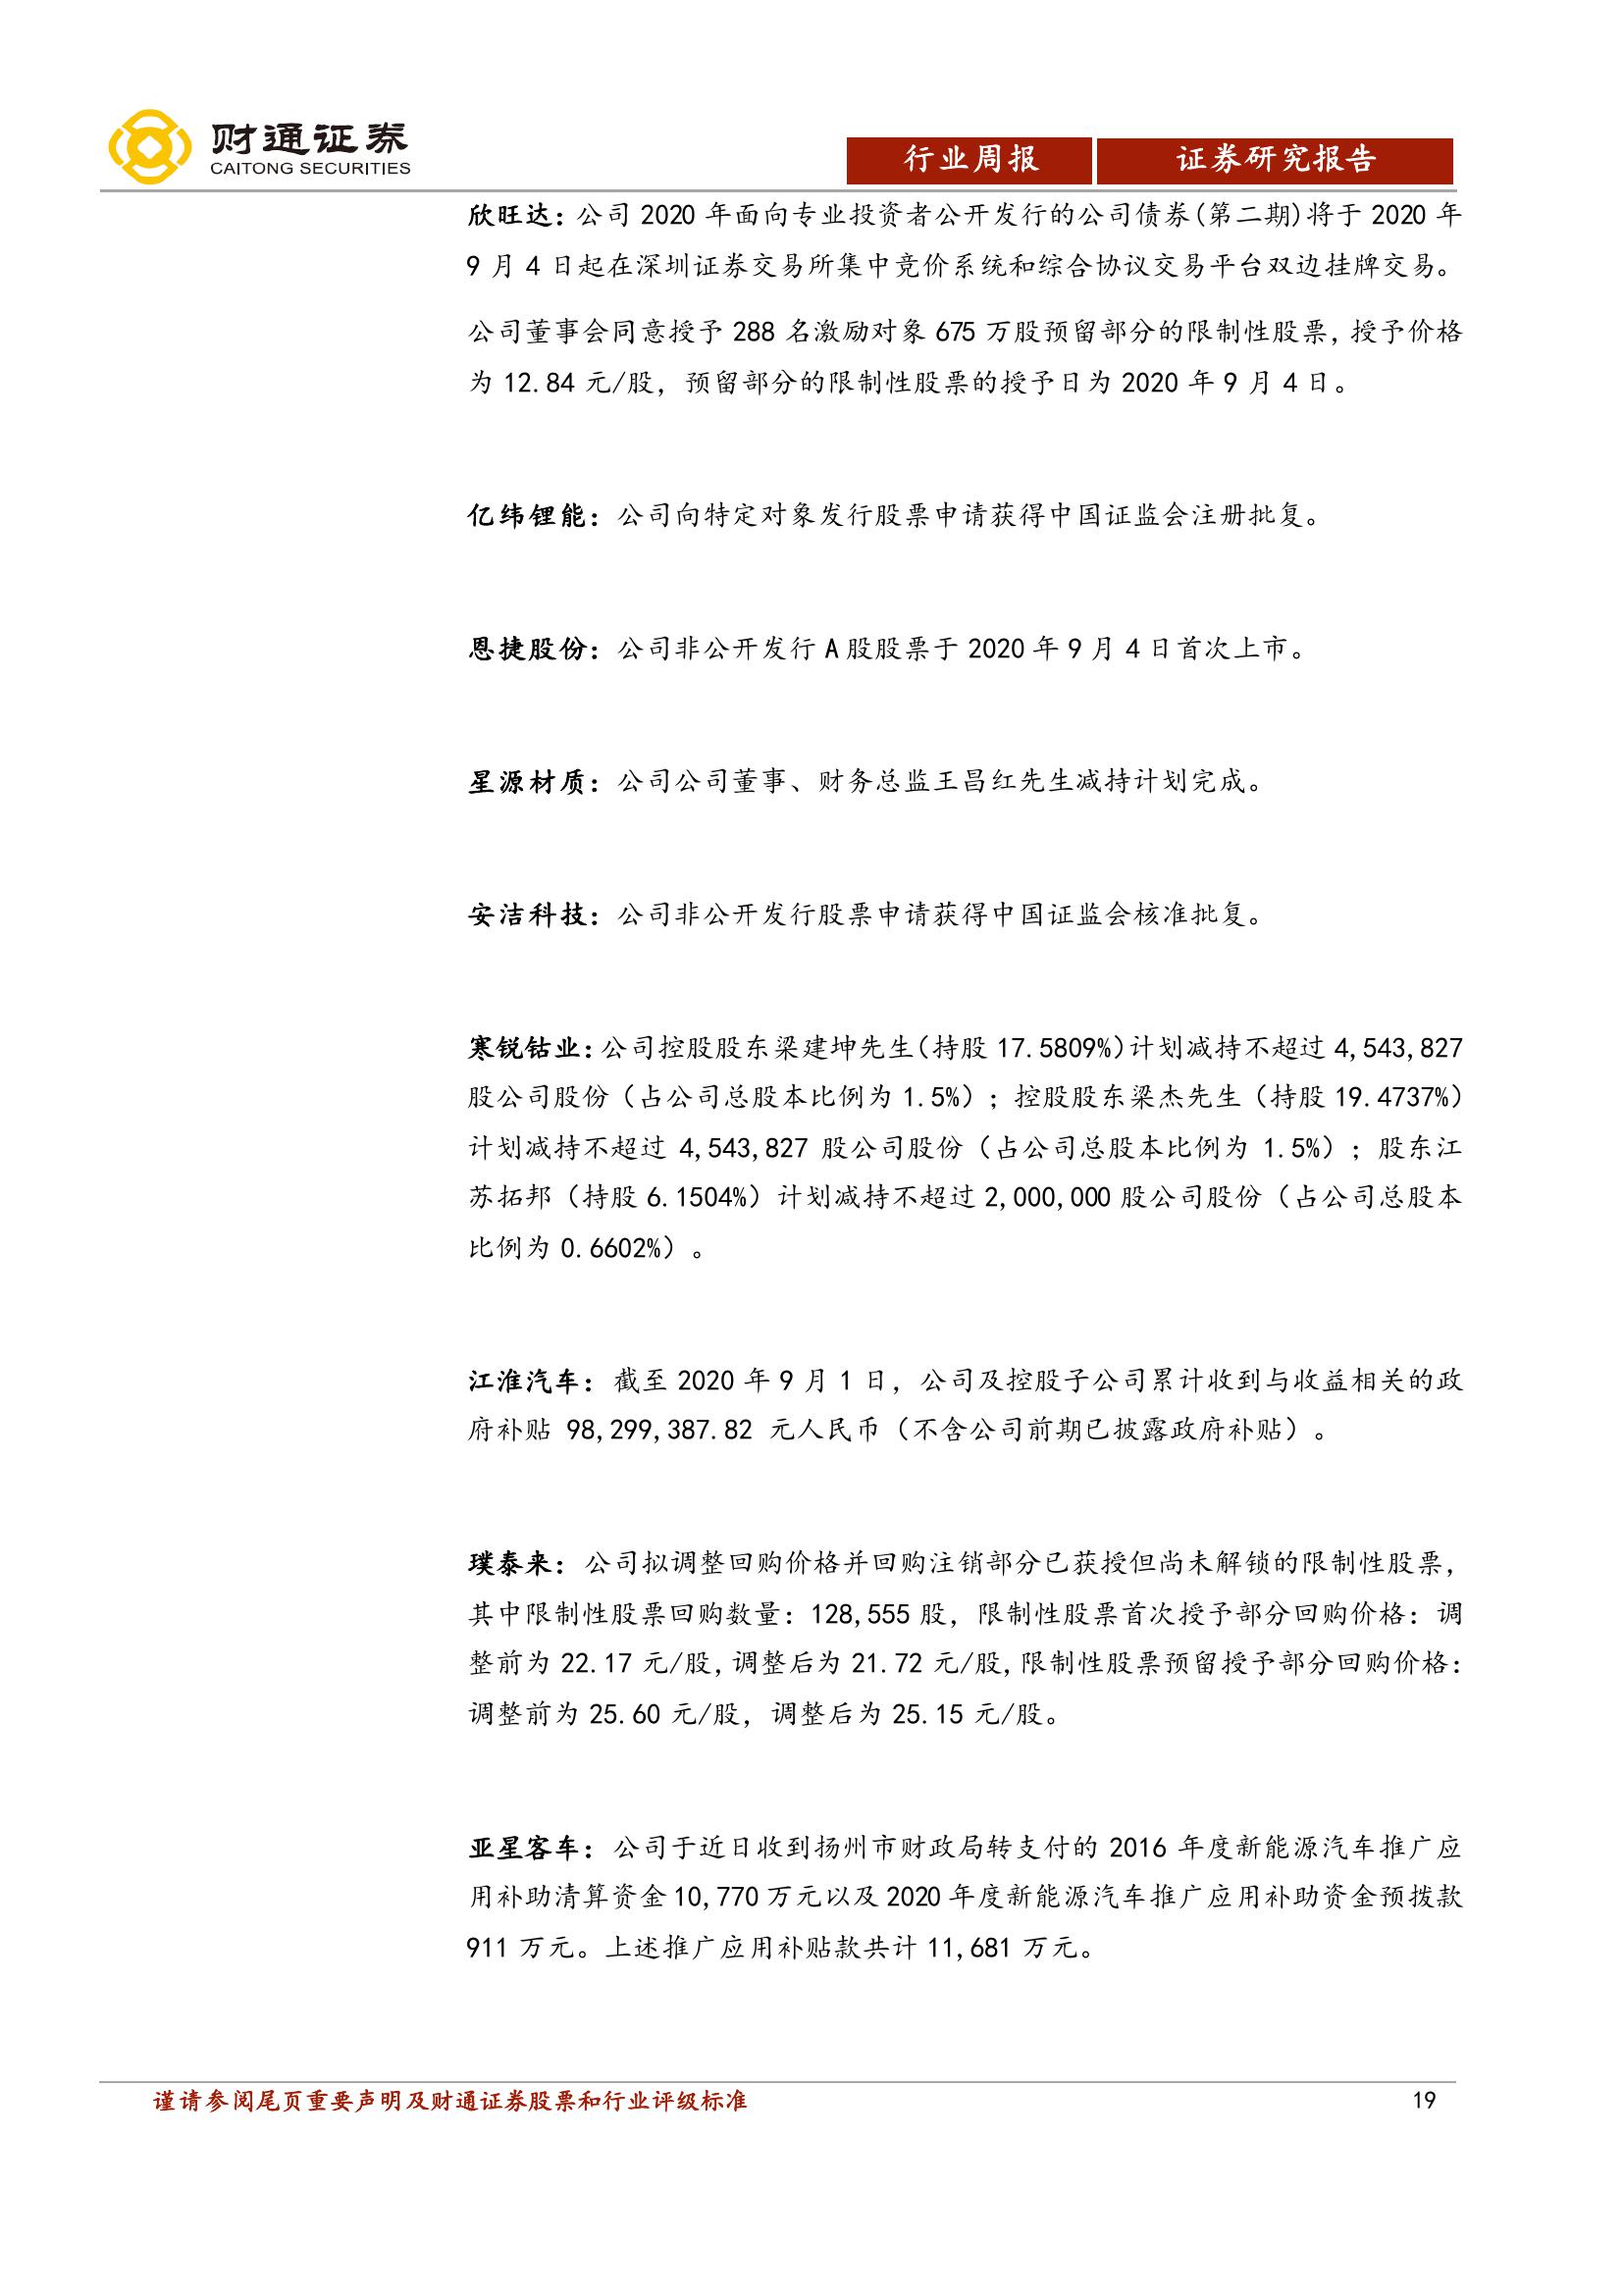 财通证券
CAITONG SECURITIES
行业周报
证券研究报告
欣旺达：公司 2020 年面向专业投资者公开发行的公司债券(第二期)将于 2020 年
9 月 4 日起在深圳证券交易所集中竞价系统和综合协议交易平台双边挂牌交易。
公司董事会同意授予 288 名激励对象 675 万股预留部分的限制性股票，授予价格
为 12.84 元/股，预留部分的限制性股票的授予日为 2020 年 9 月 4 日。
亿纬锂能：公司向特定对象发行股票申请获得中国证监会注册批复。
恩捷股份：公司非公开发行 A 股股票于 2020 年 9 月 4 日首次上市。
星源材质：公司公司董事、财务总监王昌红先生减持计划完成。
安洁科技：公司非公开发行股票申请获得中国证监会核准批复。
寒锐钴业：公司控股股东梁建坤先生(持股 17.5809%)计划减持不超过 4,543,827
股公司股份（占公司总股本比例为 1.5%）；控股股东梁杰先生（持股 19.4737%）
计划减持不超过 4,543,827 股公司股份（占公司总股本比例为 1.5%）；股东江
苏拓邦（持股 6.1504%）计划减持不超过 2,000,000 股公司股份（占公司总股本
比例为 0.6602%）。
江淮汽车：截至 2020 年 9 月 1 日，公司及控股子公司累计收到与收益相关的政
府补贴 98,299,387.82 元人民币（不含公司前期已披露政府补贴）。
璞泰来：公司拟调整回购价格并回购注销部分已获授但尚未解锁的限制性股票，
其中限制性股票回购数量：128,555 股，限制性股票首次授予部分回购价格：调
整前为 22.17 元/股，调整后为 21.72 元/股，限制性股票预留授予部分回购价格：
调整前为 25.60 元/股，调整后为 25.15 元/股。
亚星客车：公司于近日收到扬州市财政局转支付的 2016 年度新能源汽车推广应
用补助清算资金 10,770 万元以及 2020 年度新能源汽车推广应用补助资金预拨款
911 万元。上述推广应用补贴款共计 11,681 万元。
谨请参阅尾页重要声明及财通证券股票和行业评级标准
19